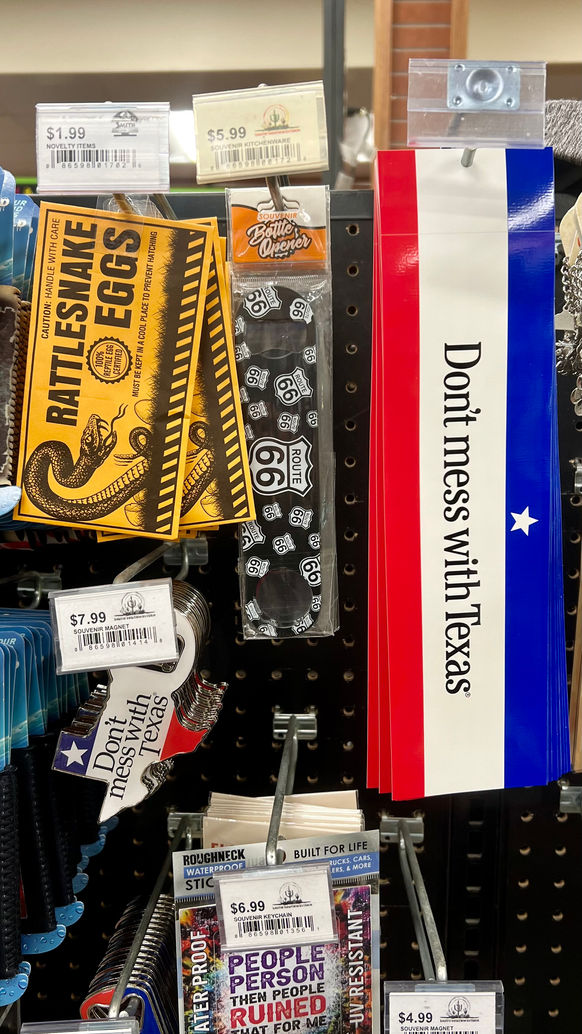 $1.99
NOVELTY ITEMS
$5.99
SOUVENIR KITCHENWARE
CAUTION: HANDLE WITH CARE
RATTLESNAKE
EGGS
100%
REPTILE EGG
CERTIFIED
MUST BE KEPT IN A COOL PLACE TO PREVENT HATCHING
SOUVENIR
Bottle
Opener
ROUTE
66
Don't mess with Texas®
$7.99
SOUVENIR MAGNET
Don't
mess with
Texas®
ROUGHNECK
BUILT FOR LIFE
WATERPROOF
$6.99
SOUVENIR KEYCHAIN
UV RESISTANT
PEOPLE
PERSON
THEN PEOPLE
RUINED
THAT FOR ME
$4.99
SOUVENIR MAGNET